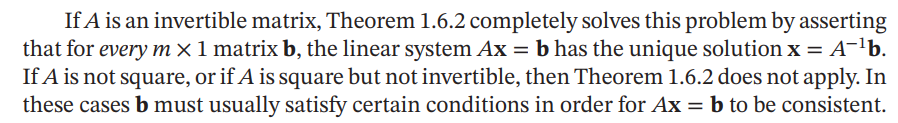 If A is an invertible matrix, Theorem 1.6.2 completely solves this problem by asserting
that for every m × 1 matrix b, the linear system Ax = b has the unique solution x = A⁻¹b.
If A is not square, or if A is square but not invertible, then Theorem 1.6.2 does not apply. In
these cases b must usually satisfy certain conditions in order for Ax = b to be consistent.